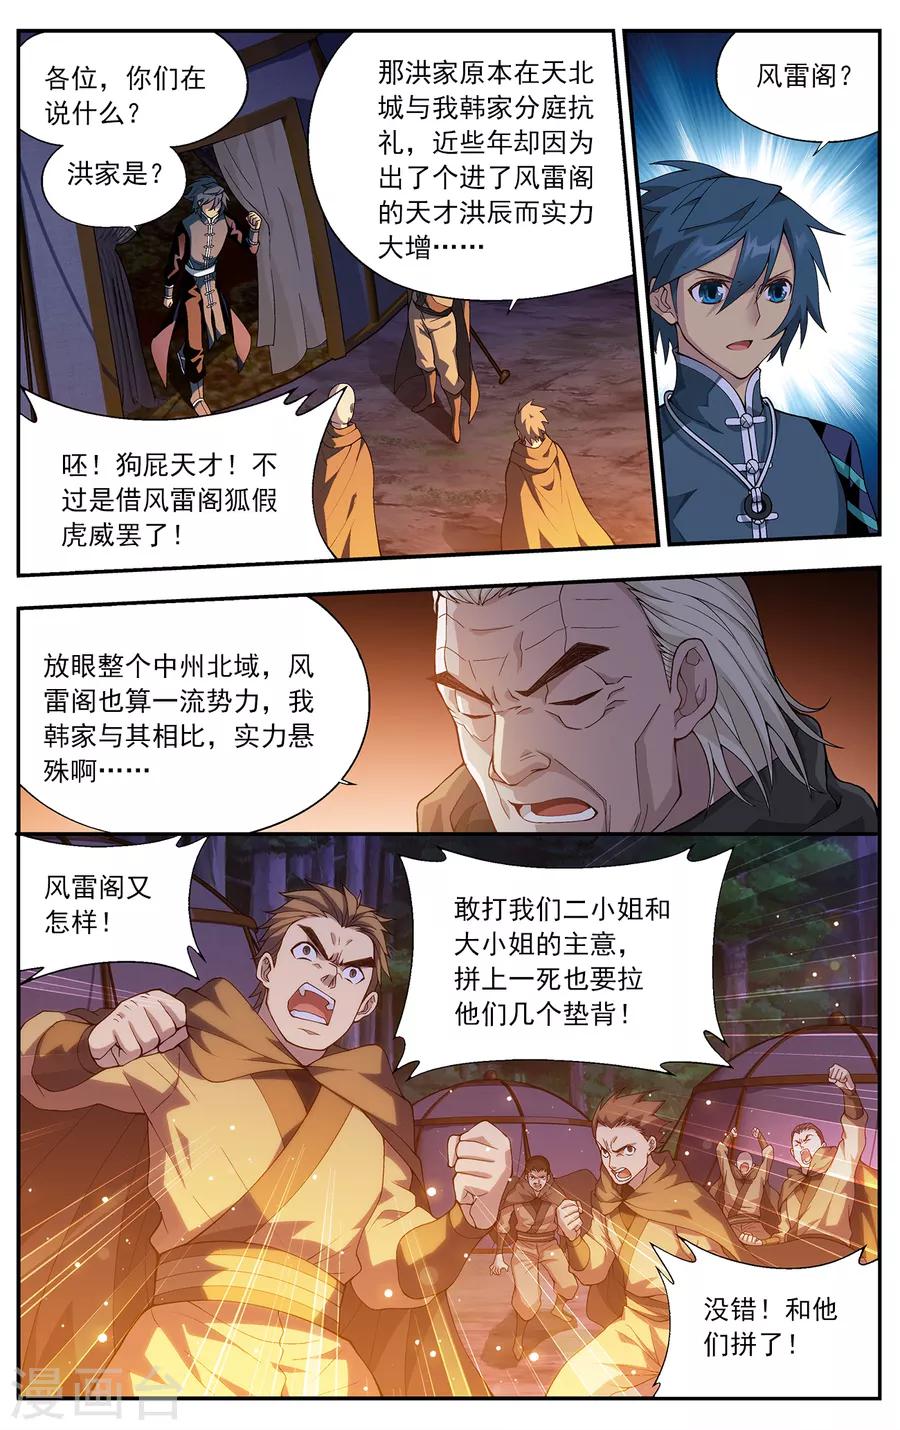 各位，你们在
说什么？
洪家是？
那洪家原本在天北
城与我韩家分庭抗
礼，近些年却因为
出了个进了风雷阁
的天才洪辰而实力
大增……
风雷阁？
呸！狗屁天才！不
过是借风雷阁狐假
虎威罢了！
放眼整个中州北域，风
雷阁也算一流势力，我
韩家与其相比，实力悬
殊啊……
风雷阁又
怎样！
敢打我们二小姐和
大小姐的主意，
拼上一死也要拉
他们几个垫背！
没错！和他
们拼了！
漫画台